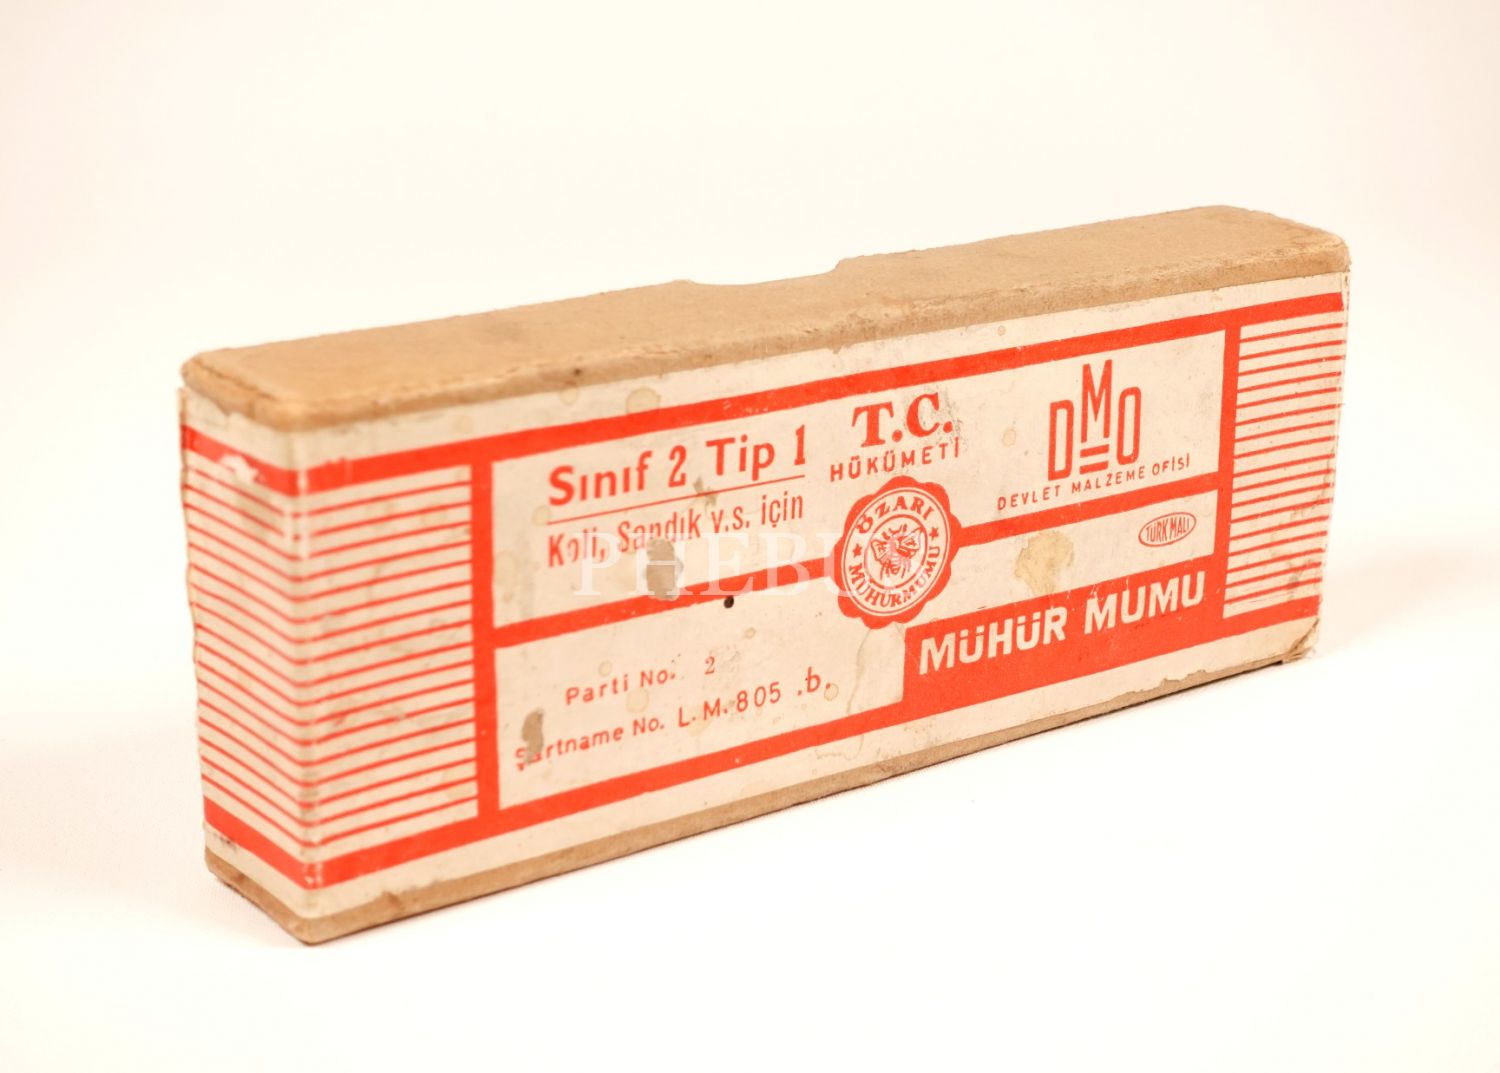 Sınıf 2 Tip 1
Koli, Sandık v.s. için
T.C.
HÜKÜMETİ
DMO
DEVLET MALZEME OFİSİ
ÖZARI
MÜHÜRMUMU
TÜRK MALI
MÜHÜR MUMU
Parti No. 2
Şartname No. L.M. 805 .b.
PHEBUS